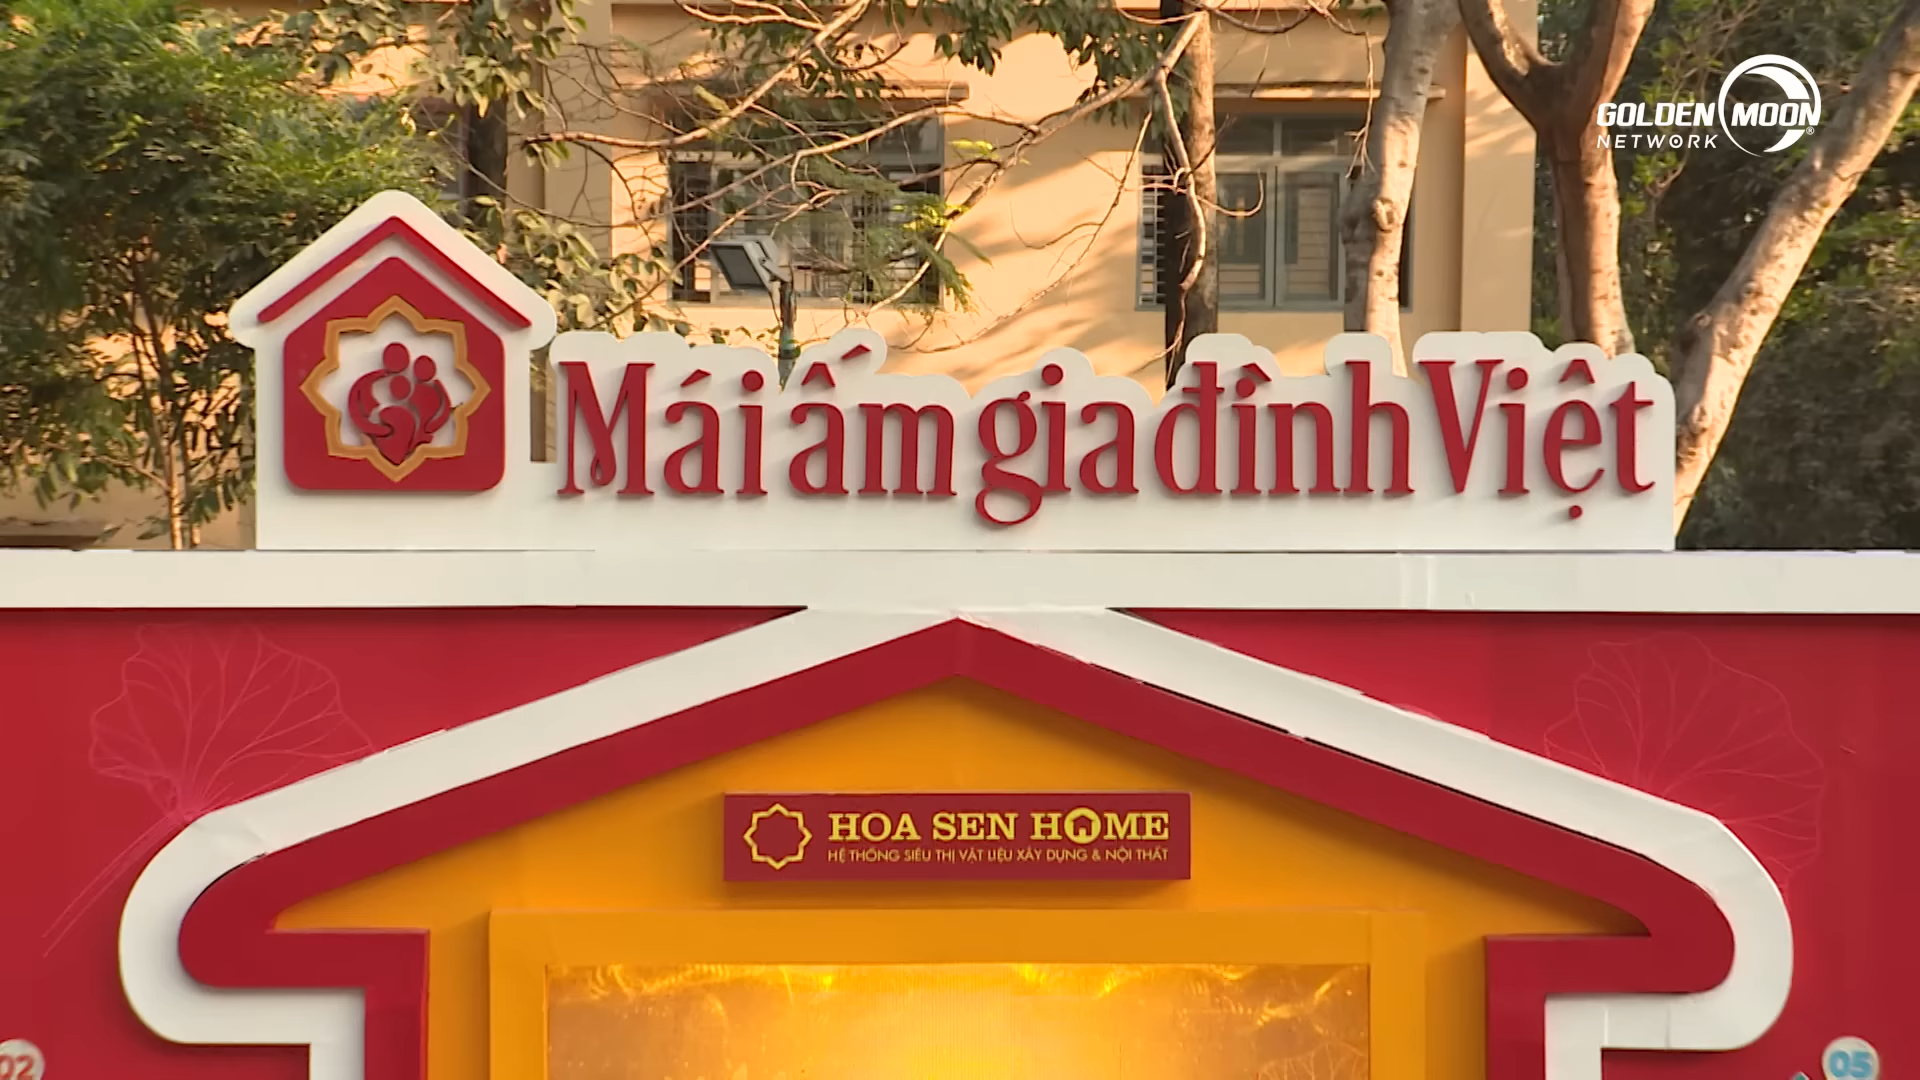 GOLDEN MOON
NETWORK
Mái ấm gia đình Việt
HOA SEN HOME
HỆ THỐNG SIÊU THỊ VẬT LIỆU XÂY DỰNG & NỘI THẤT
02
05